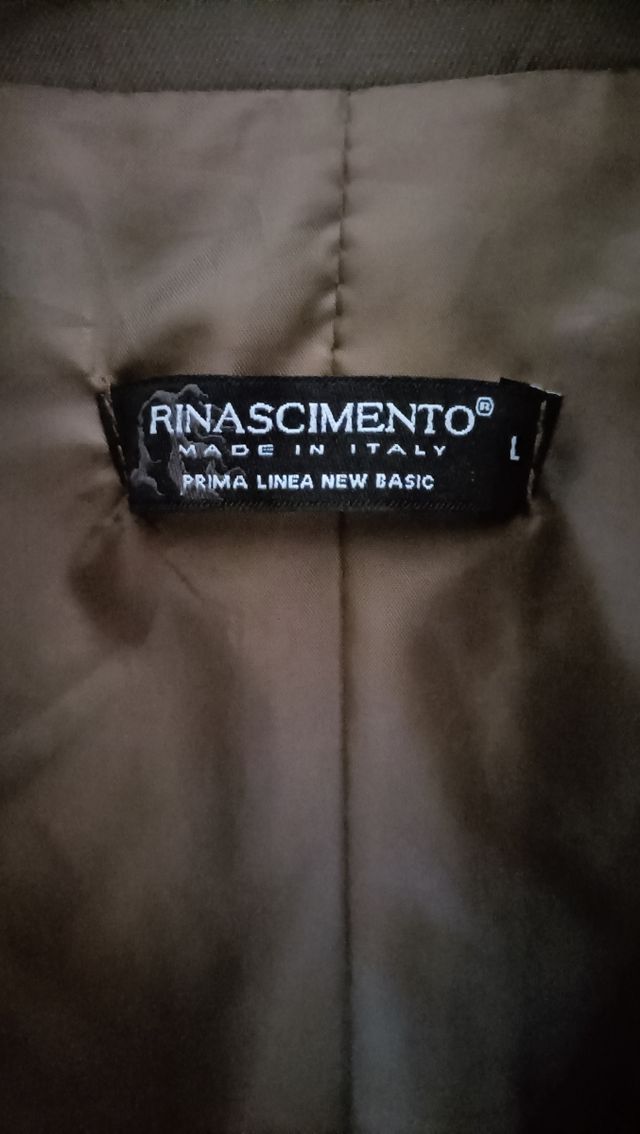 RINASCIMENTO®
MADE IN ITALY
L
PRIMA LINEA NEW BASIC